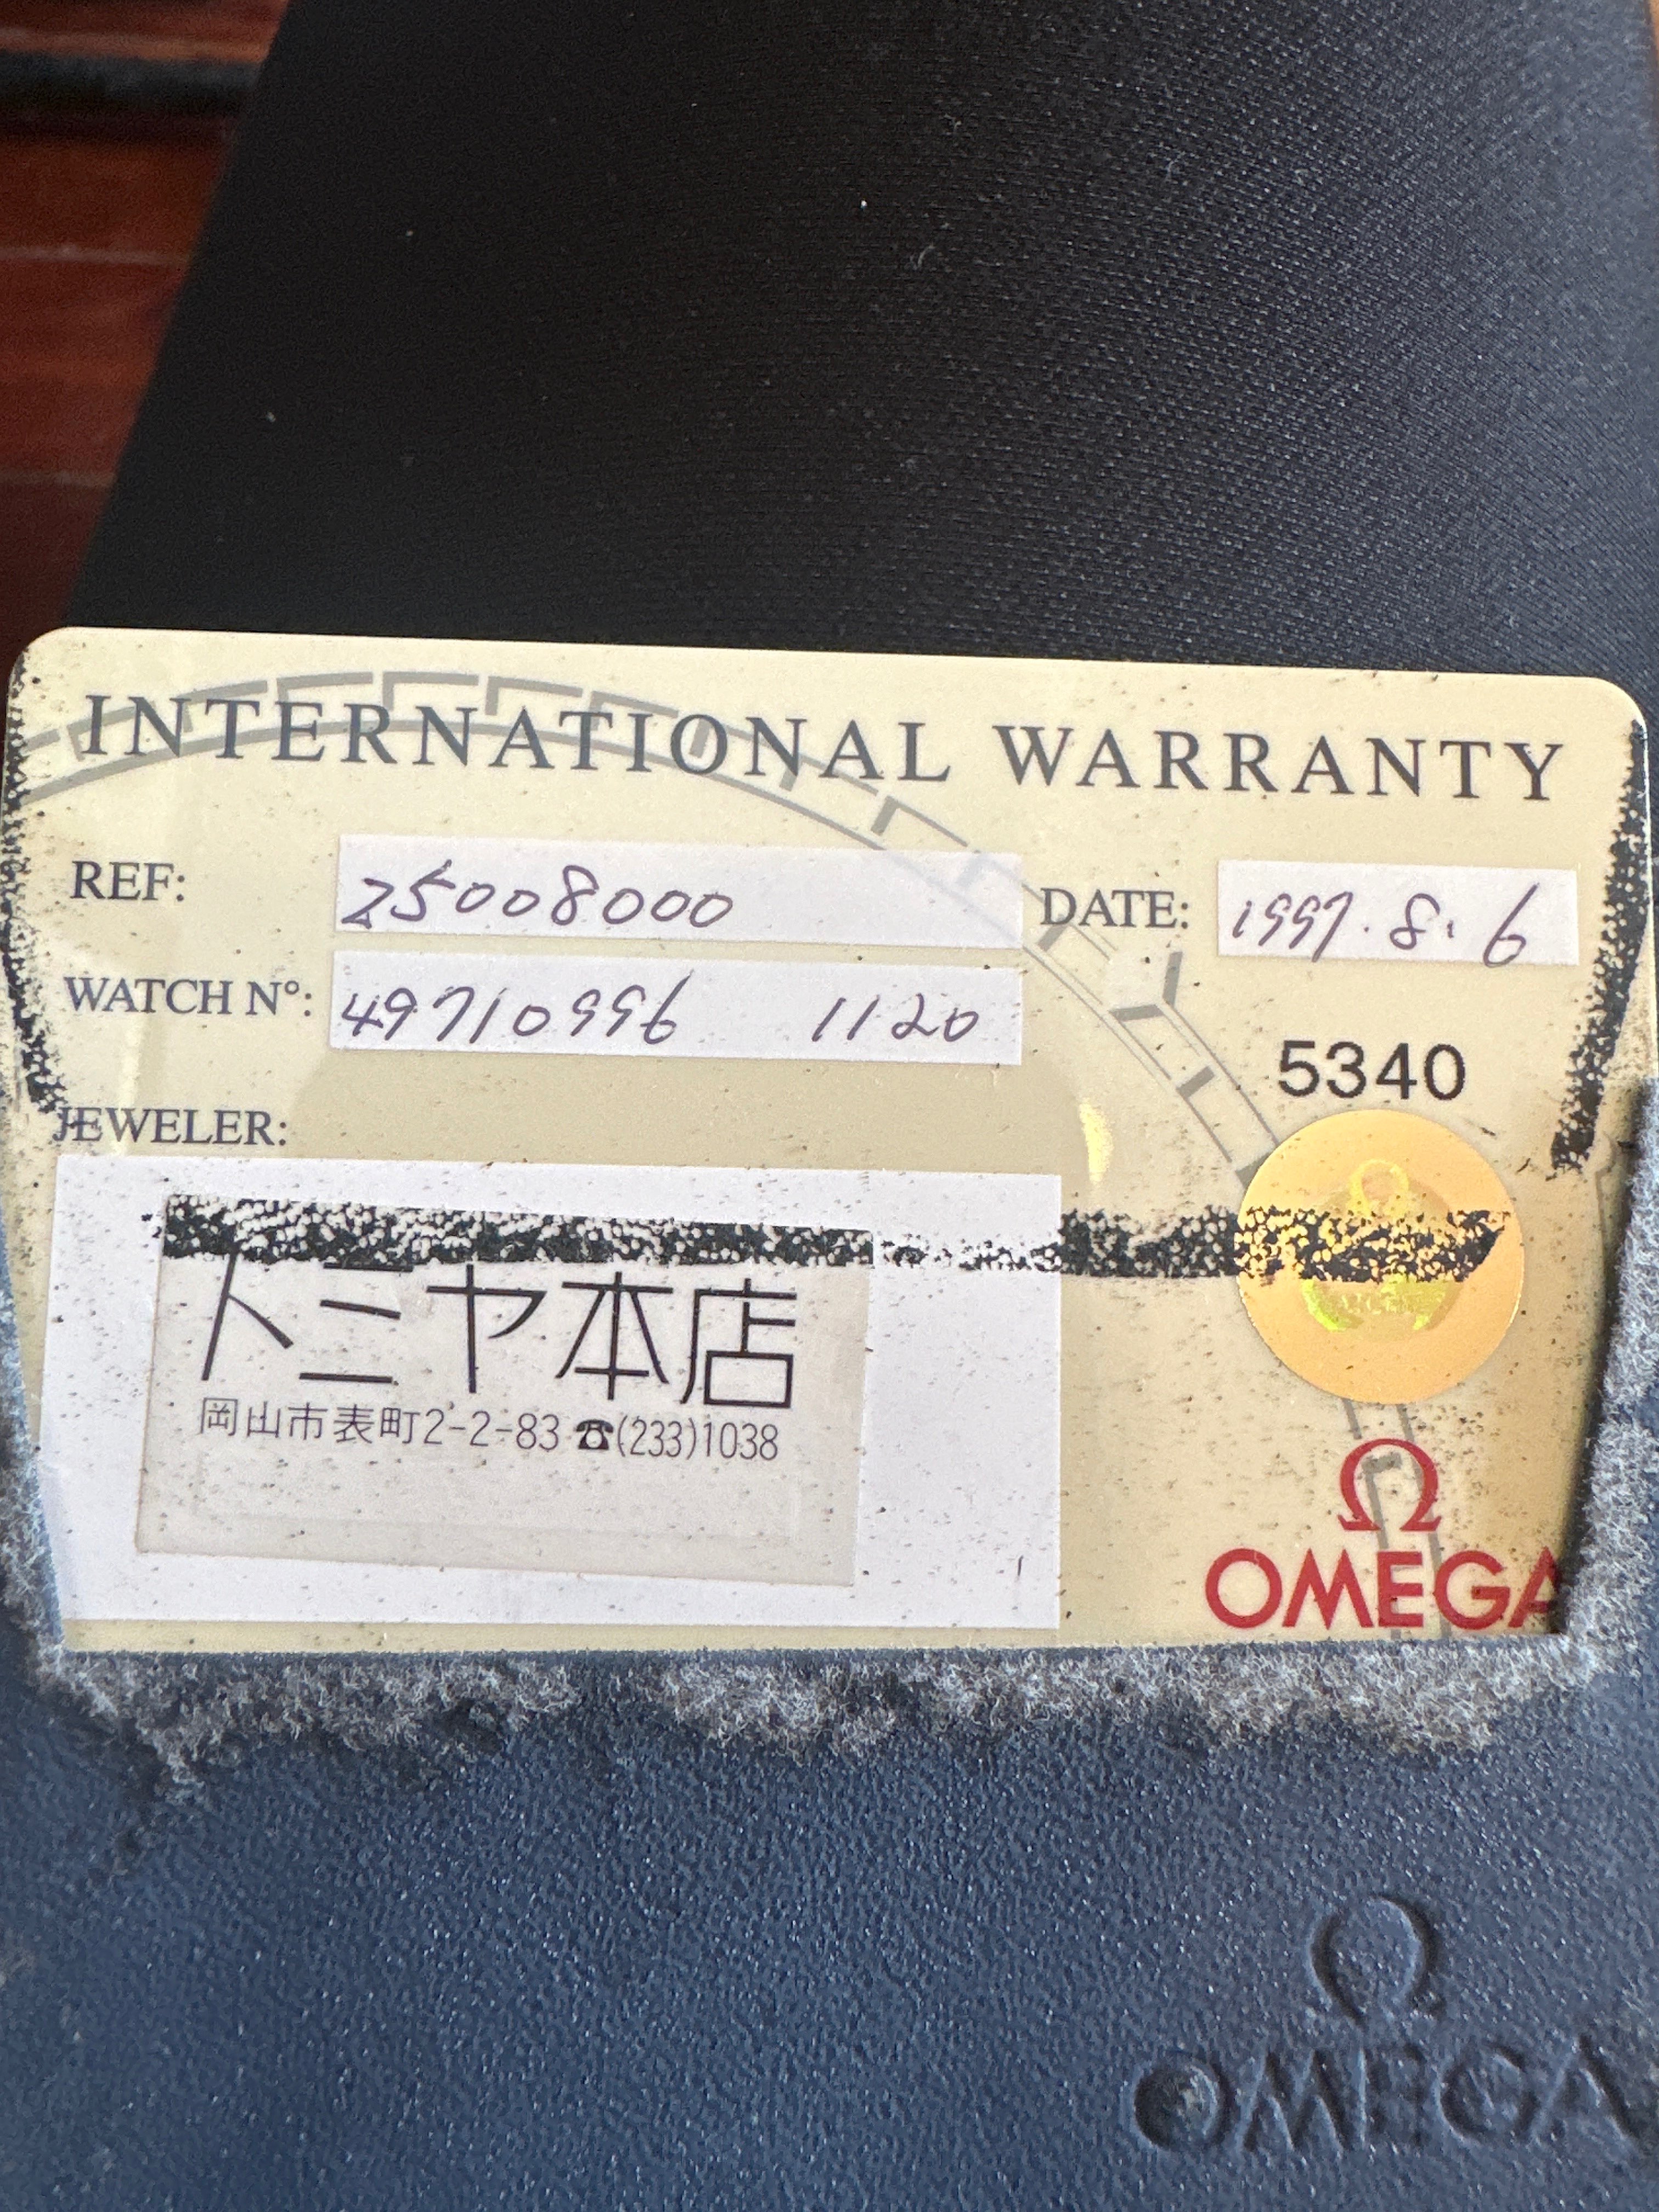 INTERNATIONAL WARRANTY
REF: 25008000
DATE: 1997.8.6
WATCH N°: 49710996 1120
5340
JEWELER:
トミヤ本店
岡山市表町2-2-83 ☎(233)1038
Ω
OMEGA
Ω
OMEGA